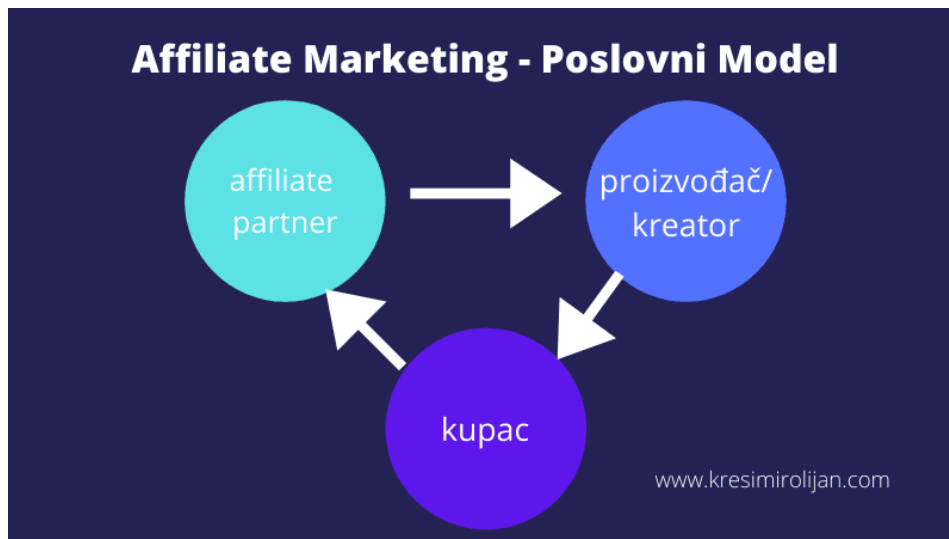 Affiliate Marketing - Poslovni Model
affiliate
partner
proizvođač/
kreator
kupac
www.kresimirolijan.com